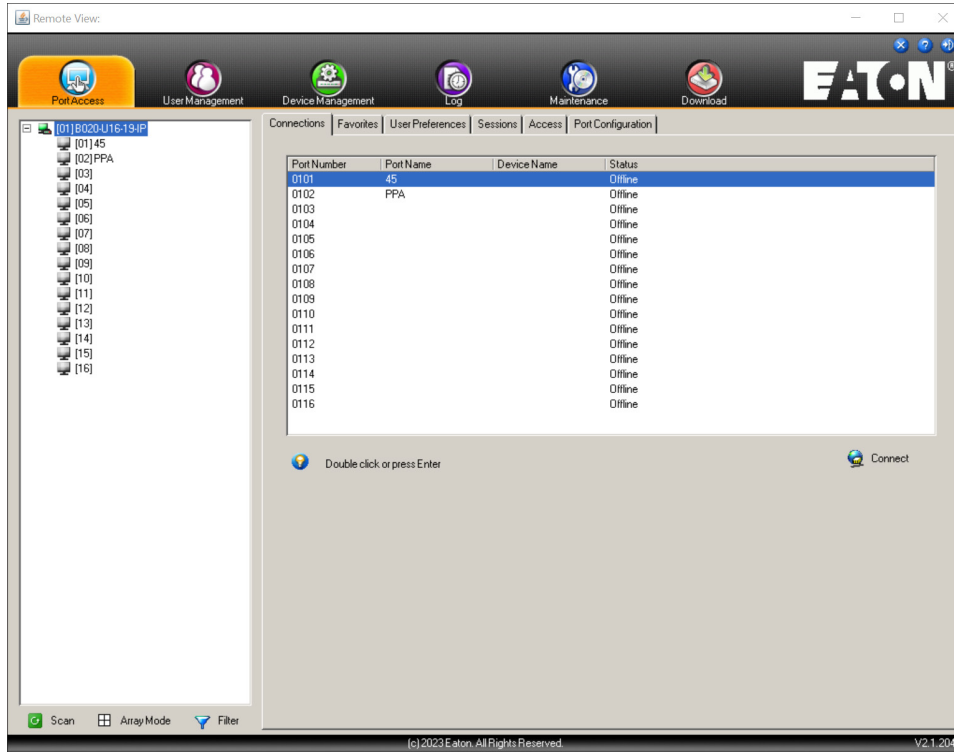 Remote View:
EATON®
Port Access User Management Device Management Log Maintenance Download
[01]B020-U16-19-IP
[01]45
[02]PPA
[03]
[04]
[05]
[06]
[07]
[08]
[09]
[10]
[11]
[12]
[13]
[14]
[15]
[16]
Connections Favorites User Preferences Sessions Access Port Configuration
Port Number Port Name Device Name Status
0101 45 Offline
0102 PPA Offline
0103 Offline
0104 Offline
0105 Offline
0106 Offline
0107 Offline
0108 Offline
0109 Offline
0110 Offline
0111 Offline
0112 Offline
0113 Offline
0114 Offline
0115 Offline
0116 Offline
Double click or press Enter
Connect
Scan Array Mode Filter
(c) 2023 Eaton. All Rights Reserved.
V2.1.204